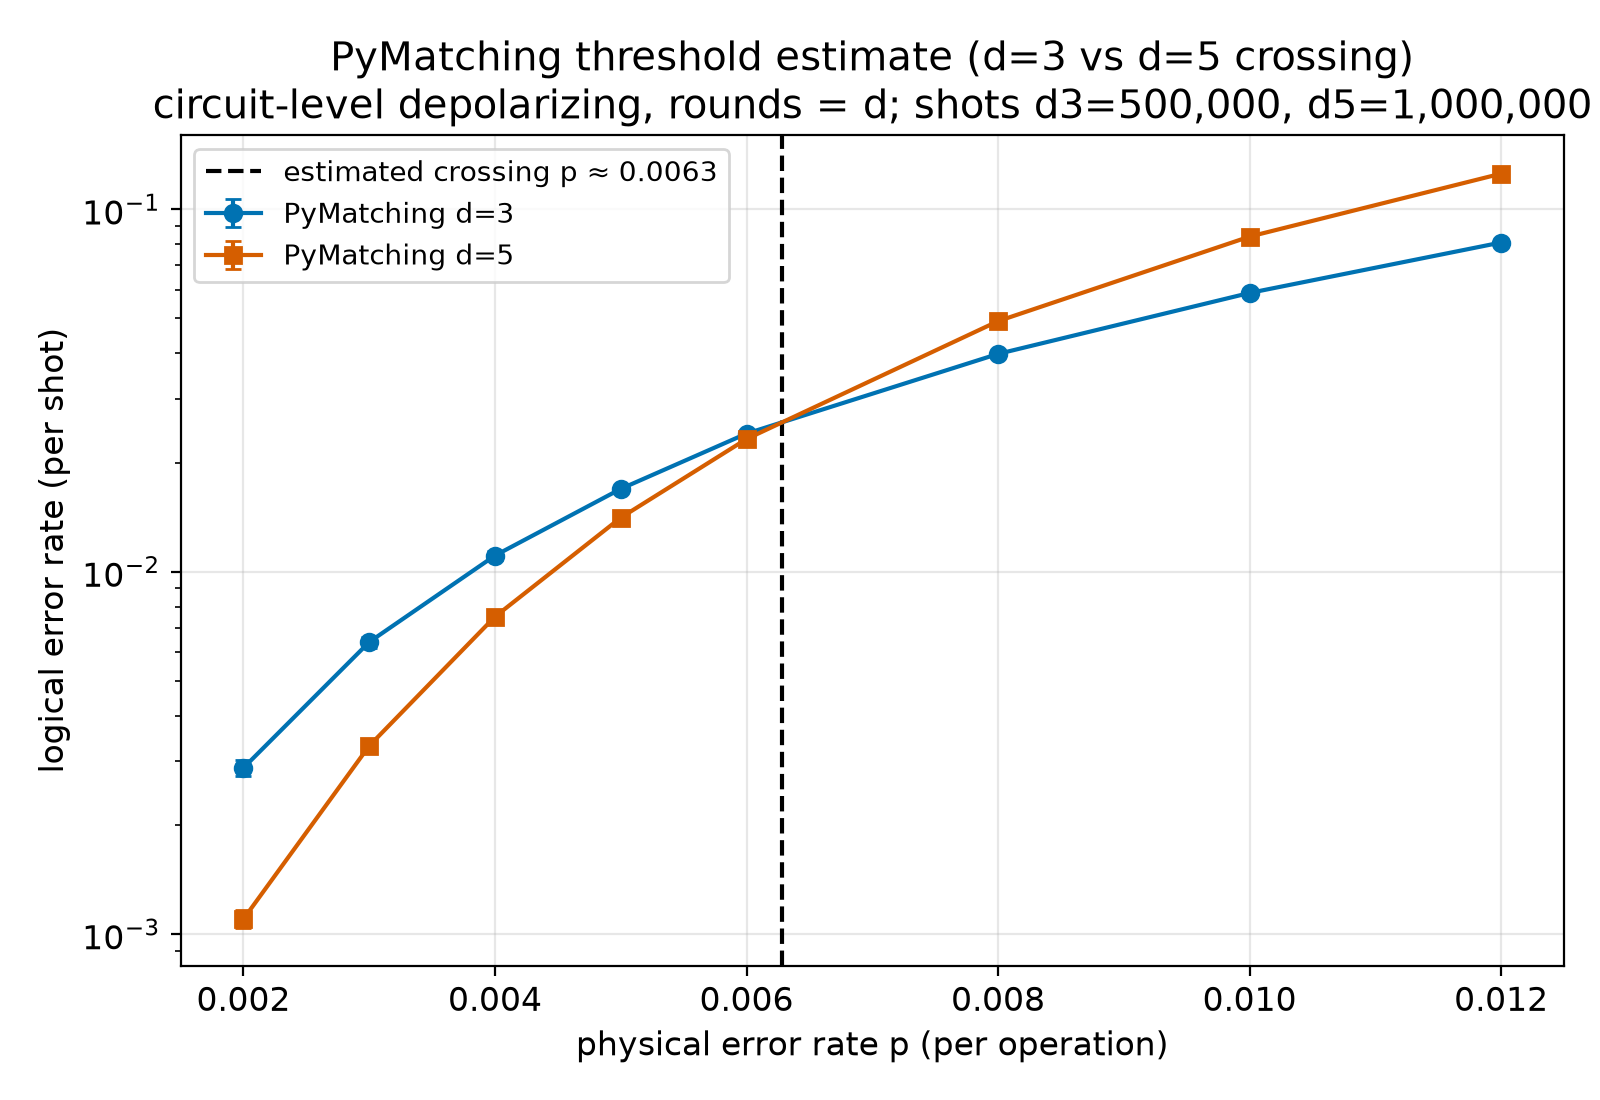 PyMatching threshold estimate (d=3 vs d=5 crossing)
circuit-level depolarizing, rounds = d; shots d3=500,000, d5=1,000,000
estimated crossing p ≈ 0.0063
PyMatching d=3
PyMatching d=5
logical error rate (per shot)
10⁻¹
10⁻²
10⁻³
0.002 0.004 0.006 0.008 0.010 0.012
physical error rate p (per operation)